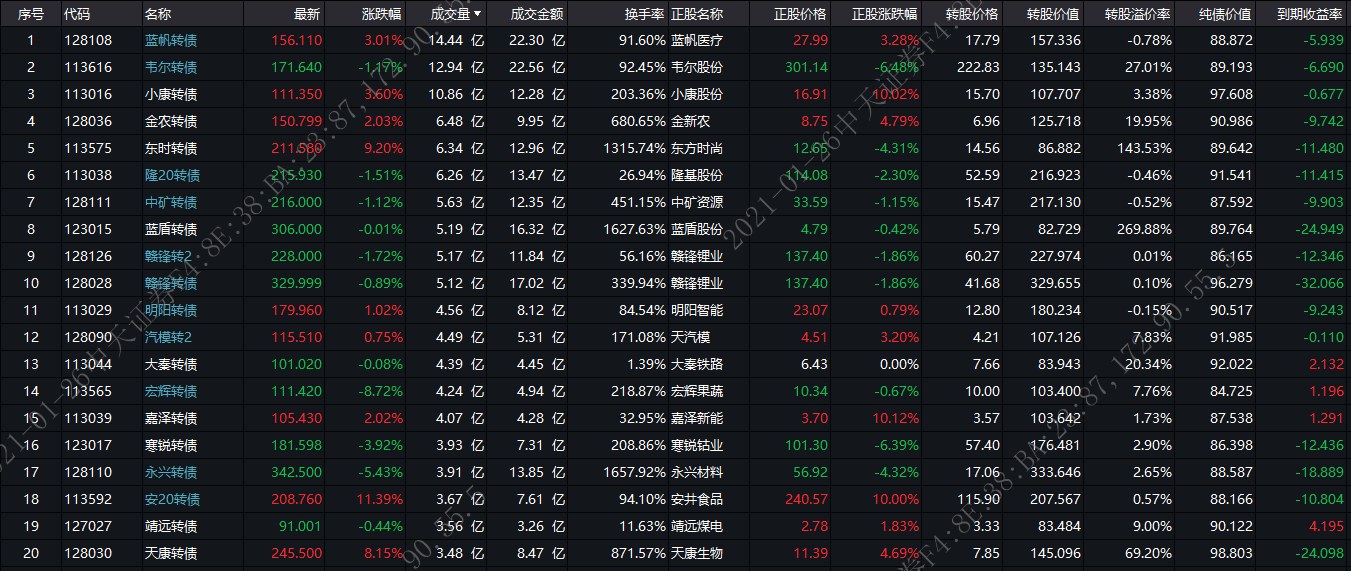 序号 代码 名称 最新 涨跌幅 成交量 成交金额 换手率 正股名称 正股价格 正股涨跌幅 转股价格 转股价值 转股溢价率 纯债价值 到期收益率
1 128108 蓝帆转债 156.110 3.01% 14.44 亿 22.30 亿 91.60% 蓝帆医疗 27.99 3.28% 17.79 157.336 -0.78% 88.872 -5.939
2 113616 韦尔转债 171.640 -1.17% 12.94 亿 22.56 亿 92.45% 韦尔股份 301.14 -6.48% 222.83 135.143 27.01% 89.193 -6.690
3 113016 小康转债 111.350 3.60% 10.86 亿 12.28 亿 203.36% 小康股份 16.91 10.02% 15.70 107.707 3.38% 97.608 -0.677
4 128036 金农转债 150.799 2.03% 6.48 亿 9.95 亿 680.65% 金新农 8.75 4.79% 6.96 125.718 19.95% 90.986 -9.742
5 113575 东时转债 211.580 9.20% 6.34 亿 12.96 亿 1315.74% 东方时尚 12.65 -4.31% 14.56 86.882 143.53% 89.642 -11.480
6 113038 隆20转债 215.930 -1.51% 6.26 亿 13.47 亿 26.94% 隆基股份 114.08 -2.30% 52.59 216.923 -0.46% 91.541 -11.415
7 128111 中矿转债 216.000 -1.12% 5.63 亿 12.35 亿 451.15% 中矿资源 33.59 -1.15% 15.47 217.130 -0.52% 87.592 -9.903
8 123015 蓝盾转债 306.000 -0.01% 5.19 亿 16.32 亿 1627.63% 蓝盾股份 4.79 -0.42% 5.79 82.729 269.88% 89.764 -24.949
9 128126 赣锋转2 228.000 -1.72% 5.17 亿 11.84 亿 56.16% 赣锋锂业 137.40 -1.86% 60.27 227.974 0.01% 86.165 -12.346
10 128028 赣锋转债 329.999 -0.89% 5.12 亿 17.02 亿 339.94% 赣锋锂业 137.40 -1.86% 41.68 329.655 0.10% 96.279 -32.066
11 113029 明阳转债 179.960 1.02% 4.56 亿 8.12 亿 84.54% 明阳智能 23.07 0.79% 12.80 180.234 -0.15% 90.517 -9.243
12 128090 汽模转2 115.510 0.75% 4.49 亿 5.31 亿 171.08% 天汽模 4.51 3.20% 4.21 107.126 7.83% 91.985 -0.110
13 113044 大秦转债 101.020 -0.08% 4.39 亿 4.45 亿 1.39% 大秦铁路 6.43 0.00% 7.66 83.943 20.34% 92.022 2.132
14 113565 宏辉转债 111.420 -8.72% 4.24 亿 4.94 亿 218.87% 宏辉果蔬 10.34 -0.67% 10.00 103.400 7.76% 84.725 1.196
15 113039 嘉泽转债 105.430 2.02% 4.07 亿 4.28 亿 32.95% 嘉泽新能 3.70 10.12% 3.57 103.642 1.73% 87.538 1.291
16 123017 寒锐转债 181.598 -3.92% 3.93 亿 7.31 亿 208.86% 寒锐钴业 101.30 -6.39% 57.40 176.481 2.90% 86.398 -12.436
17 128110 永兴转债 342.500 -5.43% 3.91 亿 13.85 亿 1657.92% 永兴材料 56.92 -4.32% 17.06 333.646 2.65% 88.587 -18.889
18 113592 安20转债 208.760 11.39% 3.67 亿 7.61 亿 94.10% 安井食品 240.57 10.00% 115.90 207.567 0.57% 88.166 -10.804
19 127027 靖远转债 91.001 -0.44% 3.56 亿 3.26 亿 11.63% 靖远煤电 2.78 1.83% 3.33 83.484 9.00% 90.122 4.195
20 128030 天康转债 245.500 8.15% 3.48 亿 8.47 亿 871.57% 天康生物 11.39 4.69% 7.85 145.096 69.20% 98.803 -24.098